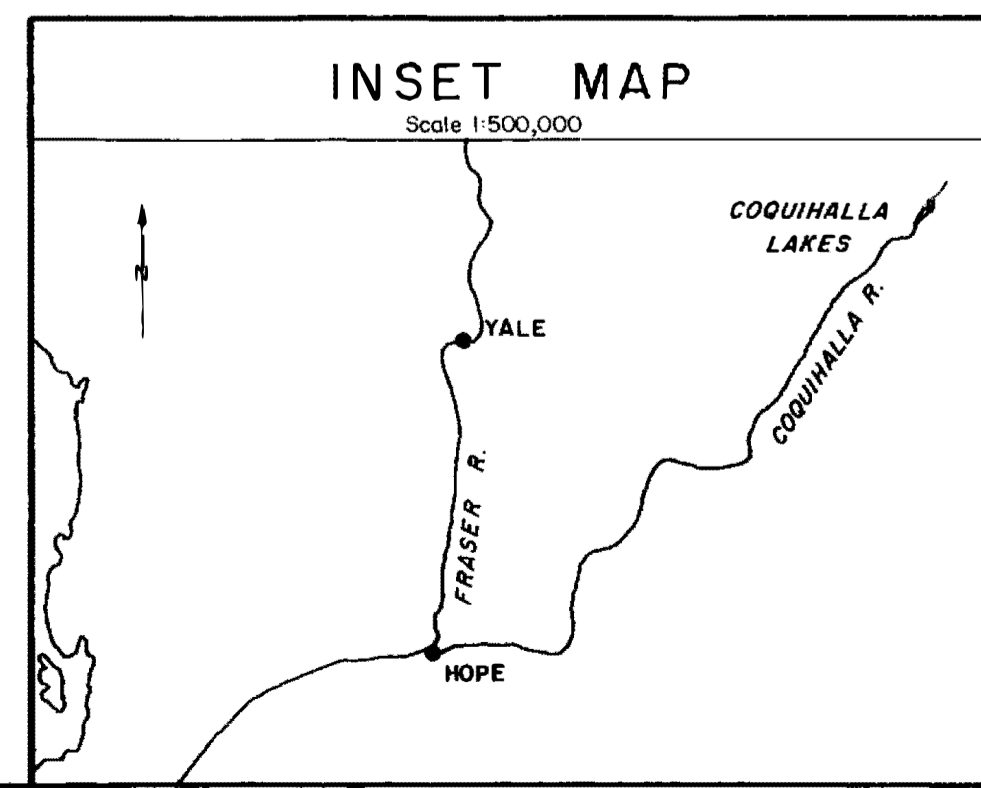 INSET MAP
Scale 1:500,000
COQUIHALLA
LAKES
N
YALE
COQUIHALLA R.
FRASER R.
HOPE